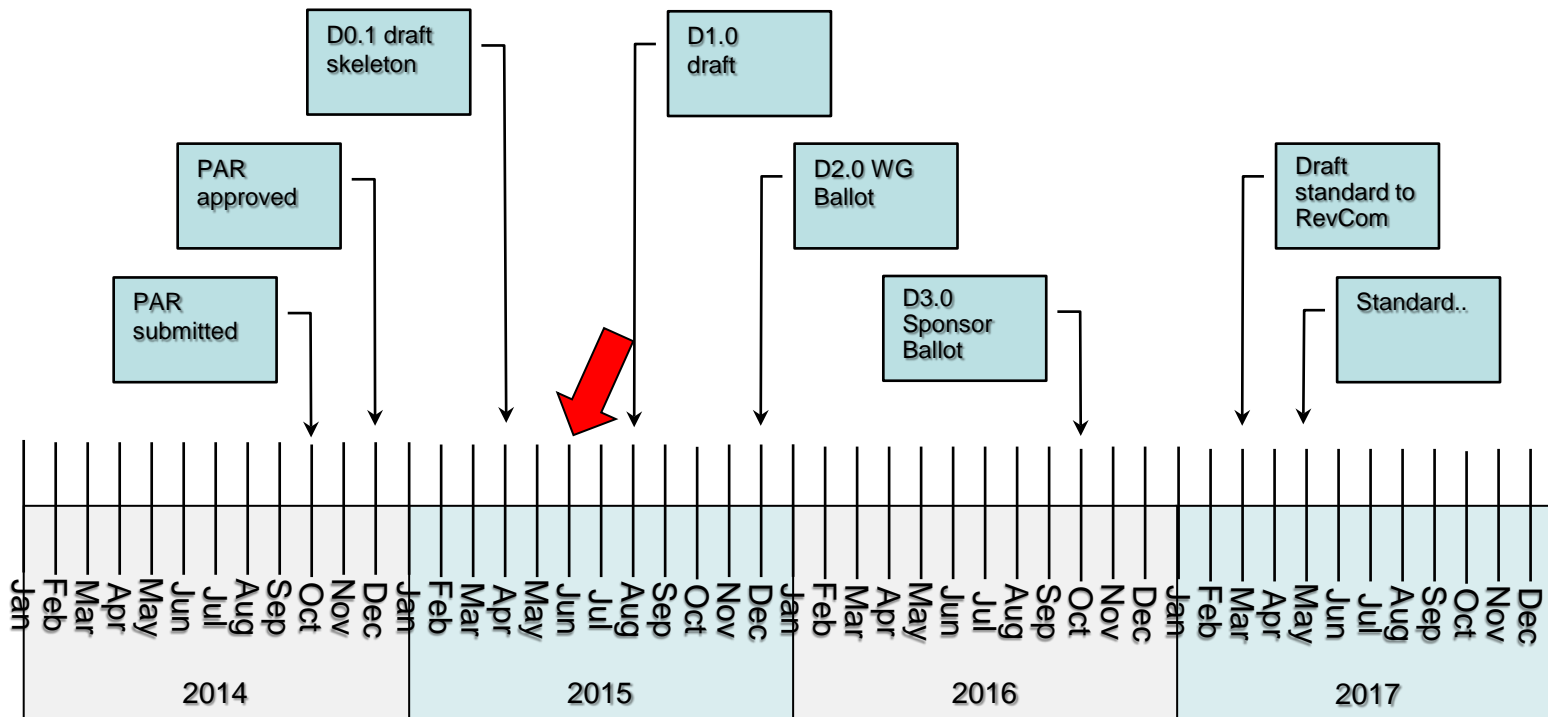 D0.1 draft
skeleton
D1.0
draft
PAR
approved
D2.0 WG
Ballot
Draft
standard to
RevCom
PAR
submitted
D3.0
Sponsor
Ballot
Standard..
Jan
Feb
Mar
Apr
May
Jun
Jul
Aug
Sep
Oct
Nov
Dec
Jan
Feb
Mar
Apr
May
Jun
Jul
Aug
Sep
Oct
Nov
Dec
Jan
Feb
Mar
Apr
May
Jun
Jul
Aug
Sep
Oct
Nov
Dec
Jan
Feb
Mar
Apr
May
Jun
Jul
Aug
Sep
Oct
Nov
Dec
2014
2015
2016
2017